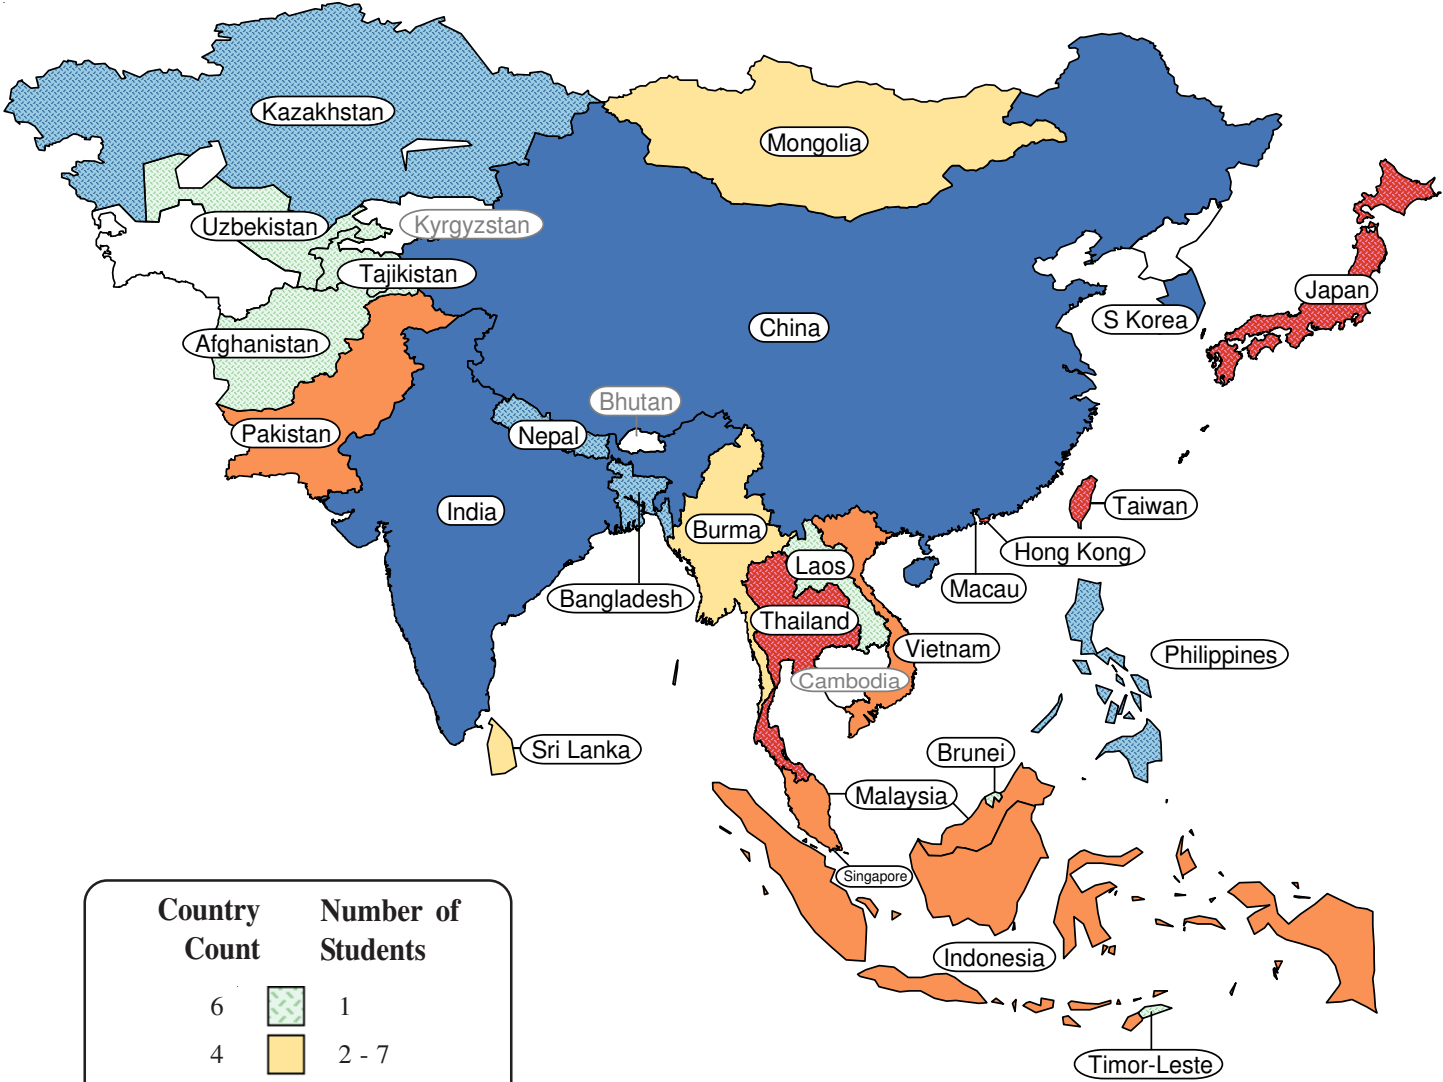 Kazakhstan
Mongolia
Uzbekistan
Kyrgyzstan
Tajikistan
Japan
S Korea
China
Afghanistan
Bhutan
Pakistan
Nepal
India
Taiwan
Burma
Hong Kong
Laos
Macau
Bangladesh
Thailand
Vietnam
Philippines
Cambodia
Sri Lanka
Brunei
Malaysia
Singapore
Indonesia
Timor-Leste
Country Number of
Count Students
6 1
4 2 - 7